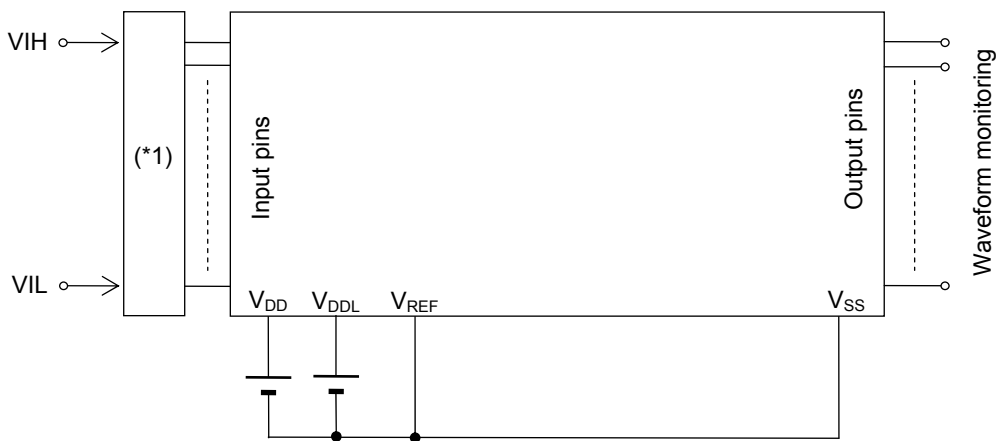 VIH
(*1)
VIL
Input pins
Output pins
Waveform monitoring
VDD
VDDL
VREF
VSS